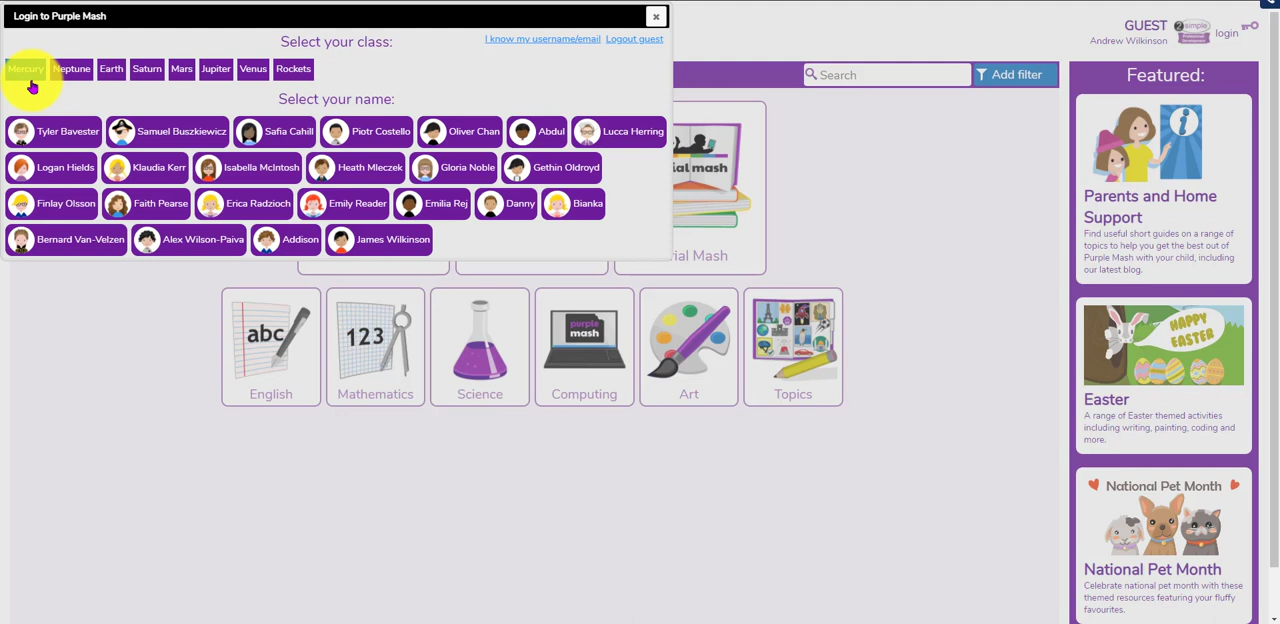 Login to Purple Mash
×
Select your class:
I know my username/email Logout guest
Mercury Neptune Earth Saturn Mars Jupiter Venus Rockets
Select your name:
Tyler Bavester Samuel Buszkiewicz Safia Cahill Piotr Costello Oliver Chan Abdul Lucca Herring
Logan Hields Klaudia Kerr Isabella McIntosh Heath Mleczek Gloria Noble Gethin Oldroyd
Finlay Olsson Faith Pearse Erica Radzioch Emily Reader Emilia Rej Danny Bianka
Bernard Van-Velzen Alex Wilson-Paiva Addison James Wilkinson
GUEST
Andrew Wilkinson
2simple
login
Search
Add filter
ial mash
rial Mash
abc
English
123
Mathematics
Science
purple
mash
Computing
Art
Topics
Featured:
Parents and Home
Support
Find useful short guides on a range of
topics to help you get the best out of
Purple Mash with your child, including
our latest blog.
HAPPY
EASTER
Easter
A range of Easter themed activities
including writing, painting, coding and
more.
National Pet Month
National Pet Month
Celebrate national pet month with these
themed resources featuring your fluffy
favourites.